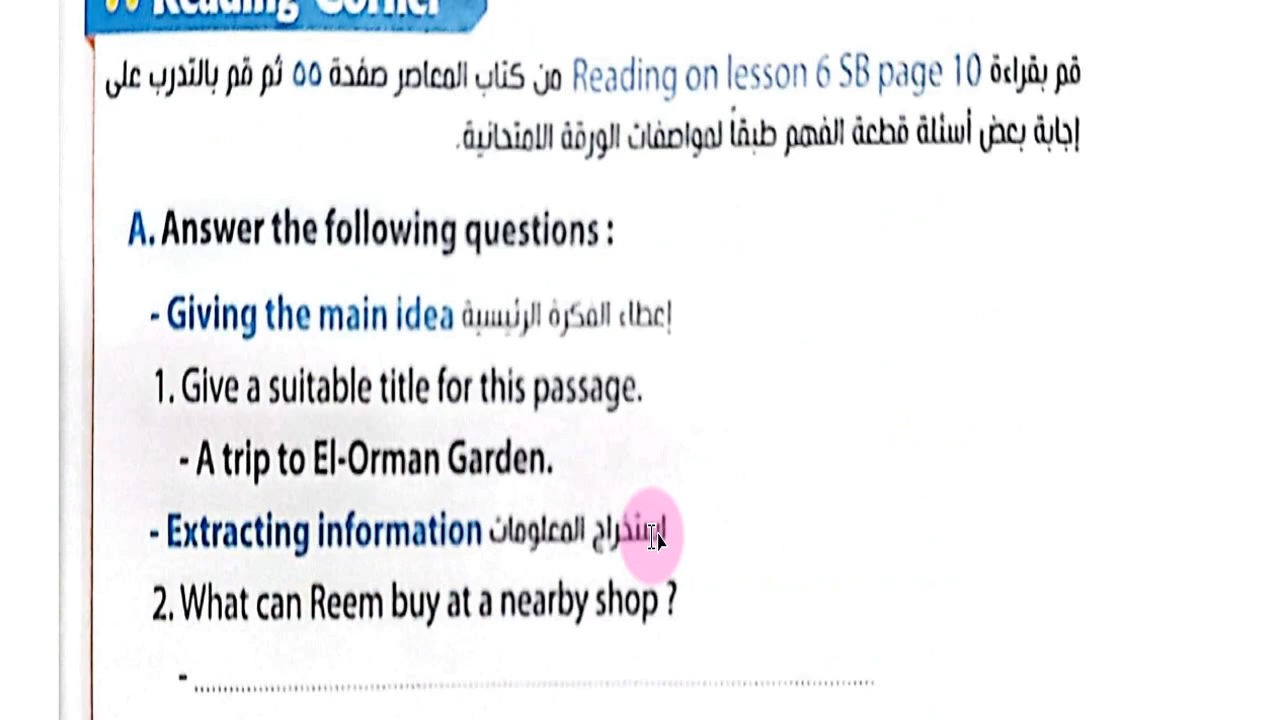 Reading Corner
قم بقراءة Reading on lesson 6 SB page 10 من كتاب المعاصر صفحة ٥٥ ثم قم بالتدرب على
إجابة بعض أسئلة قطعة الفهم طبقاً لمواصفات الورقة الامتحانية.
A. Answer the following questions :
- Giving the main idea إعطاء الفكرة الرئيسية
1. Give a suitable title for this passage.
- A trip to El-Orman Garden.
- Extracting information استخراج المعلومات
2. What can Reem buy at a nearby shop ?
-